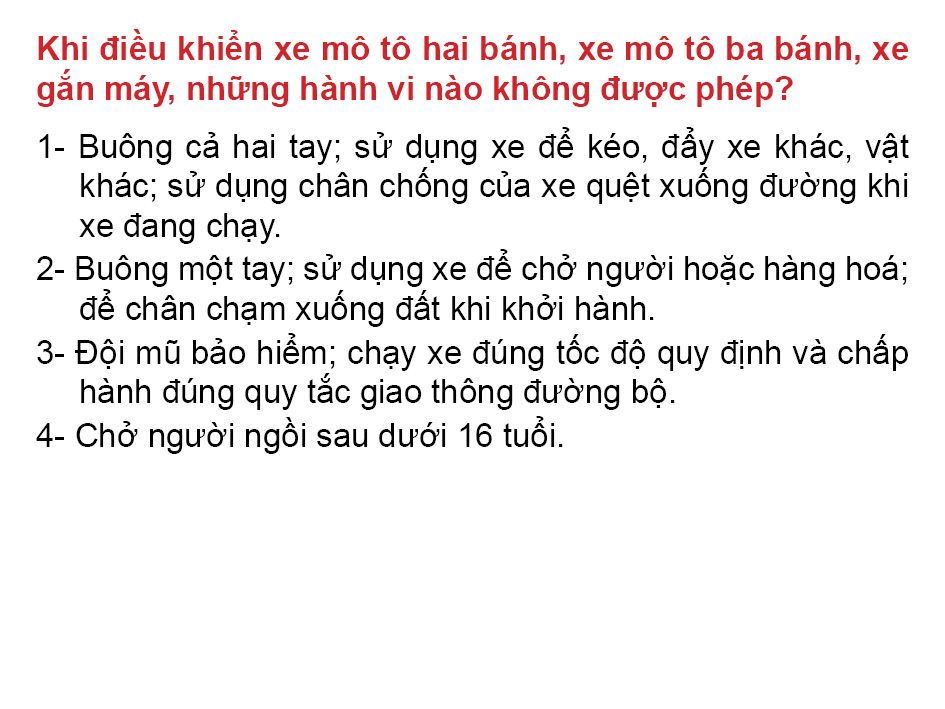 Khi điều khiển xe mô tô hai bánh, xe mô tô ba bánh, xe
gắn máy, những hành vi nào không được phép?
1- Buông cả hai tay; sử dụng xe để kéo, đẩy xe khác, vật
khác; sử dụng chân chống của xe quệt xuống đường khi
xe đang chạy.
2- Buông một tay; sử dụng xe để chở người hoặc hàng hoá;
để chân chạm xuống đất khi khởi hành.
3- Đội mũ bảo hiểm; chạy xe đúng tốc độ quy định và chấp
hành đúng quy tắc giao thông đường bộ.
4- Chở người ngồi sau dưới 16 tuổi.